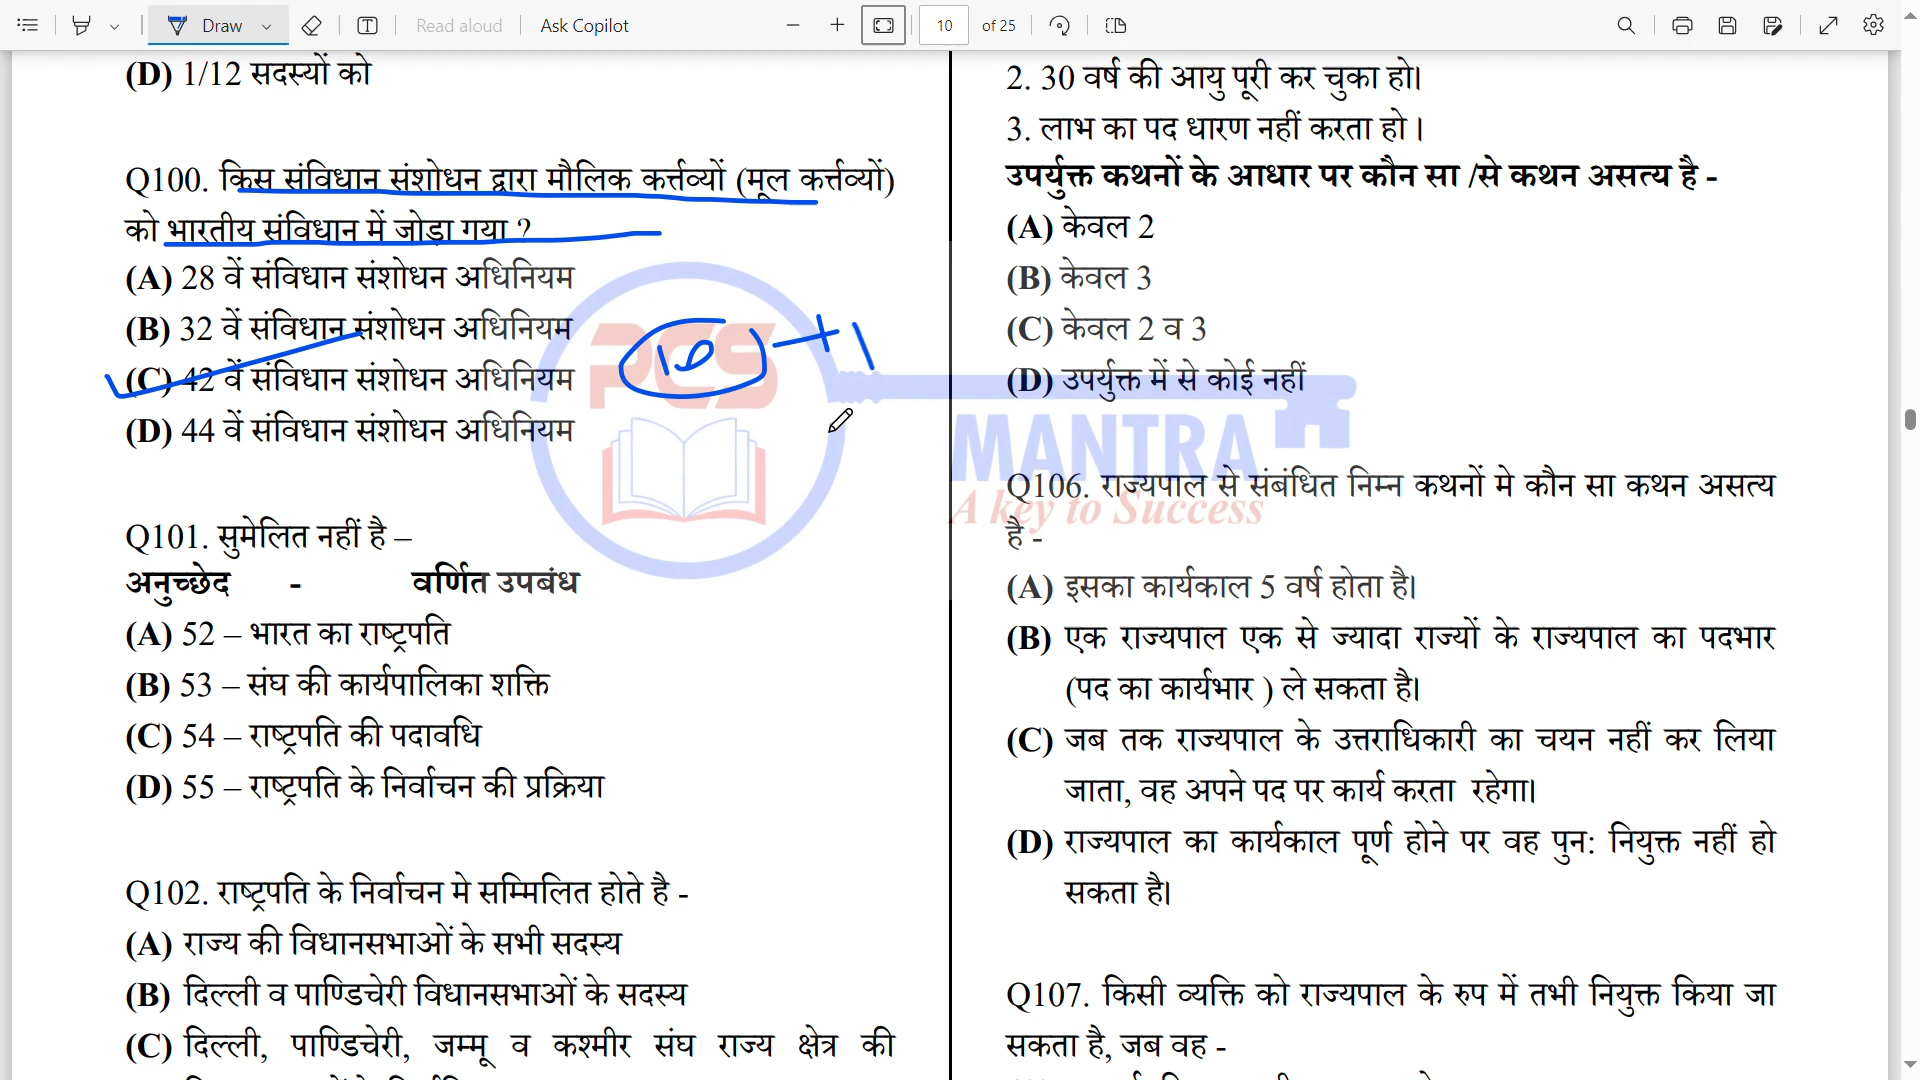 Draw
Read aloud
Ask Copilot
10 of 25
(D) 1/12 सदस्यों को
Q100. किस संविधान संशोधन द्वारा मौलिक कर्त्तव्यों (मूल कर्त्तव्यों)
को भारतीय संविधान में जोड़ा गया ?
(A) 28 वें संविधान संशोधन अधिनियम
(B) 32 वें संविधान संशोधन अधिनियम
(C) 42 वें संविधान संशोधन अधिनियम
(D) 44 वें संविधान संशोधन अधिनियम
10 + 1
Q101. सुमेलित नहीं है –
अनुच्छेद - वर्णित उपबंध
(A) 52 – भारत का राष्ट्रपति
(B) 53 – संघ की कार्यपालिका शक्ति
(C) 54 – राष्ट्रपति की पदावधि
(D) 55 – राष्ट्रपति के निर्वाचन की प्रक्रिया
Q102. राष्ट्रपति के निर्वाचन मे सम्मिलित होते है -
(A) राज्य की विधानसभाओं के सभी सदस्य
(B) दिल्ली व पाण्डिचेरी विधानसभाओं के सदस्य
(C) दिल्ली, पाण्डिचेरी, जम्मू व कश्मीर संघ राज्य क्षेत्र की
2. 30 वर्ष की आयु पूरी कर चुका हो।
3. लाभ का पद धारण नहीं करता हो ।
उपर्युक्त कथनों के आधार पर कौन सा /से कथन असत्य है -
(A) केवल 2
(B) केवल 3
(C) केवल 2 व 3
(D) उपर्युक्त में से कोई नहीं
PCS
MANTRA
A key to Success
Q106. राज्यपाल से संबंधित निम्न कथनों मे कौन सा कथन असत्य
है -
(A) इसका कार्यकाल 5 वर्ष होता है।
(B) एक राज्यपाल एक से ज्यादा राज्यों के राज्यपाल का पदभार
(पद का कार्यभार ) ले सकता है।
(C) जब तक राज्यपाल के उत्तराधिकारी का चयन नहीं कर लिया
जाता, वह अपने पद पर कार्य करता रहेगा।
(D) राज्यपाल का कार्यकाल पूर्ण होने पर वह पुन: नियुक्त नहीं हो
सकता है।
Q107. किसी व्यक्ति को राज्यपाल के रुप में तभी नियुक्त किया जा
सकता है, जब वह -